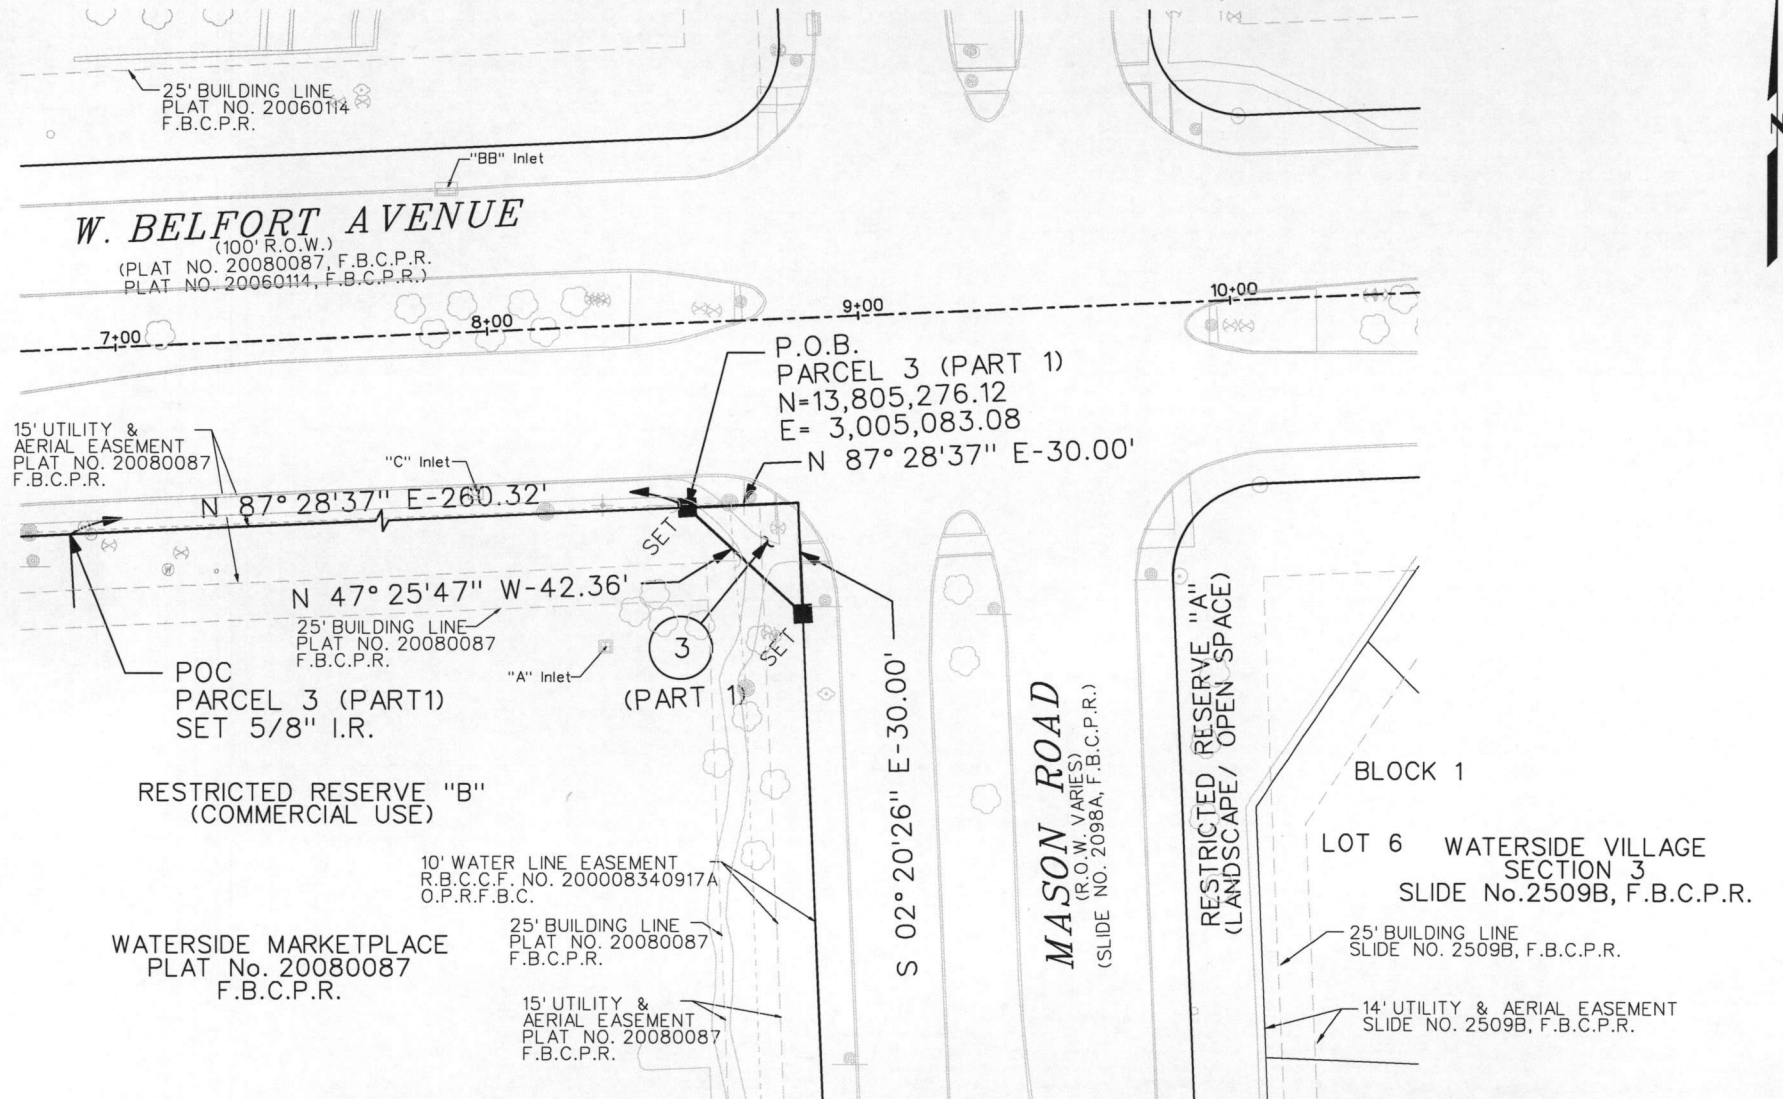 25' BUILDING LINE
PLAT NO. 20060114
F.B.C.P.R.
"BB" Inlet
W. BELFORT AVENUE
(100' R.O.W.)
(PLAT NO. 20080087, F.B.C.P.R.
PLAT NO. 20060114, F.B.C.P.R.)
7+00
8+00
9+00
10+00
P.O.B.
PARCEL 3 (PART 1)
N=13,805,276.12
E= 3,005,083.08
N 87° 28'37" E-30.00'
15' UTILITY &
AERIAL EASEMENT
PLAT NO. 20080087
F.B.C.P.R.
"C" Inlet
N 87° 28'37" E-260.32'
SET
N 47° 25'47" W-42.36'
25' BUILDING LINE
PLAT NO. 20080087
F.B.C.P.R.
"A" Inlet
3
(PART 1)
SET
POC
PARCEL 3 (PART1)
SET 5/8" I.R.
S 02° 20'26" E-30.00'
MASON ROAD
(R.O.W. VARIES)
(SLIDE NO. 2098A, F.B.C.P.R.)
RESTRICTED RESERVE "A"
(LANDSCAPE/ OPEN SPACE)
RESTRICTED RESERVE "B"
(COMMERCIAL USE)
BLOCK 1
LOT 6
WATERSIDE VILLAGE
SECTION 3
SLIDE No.2509B, F.B.C.P.R.
10' WATER LINE EASEMENT
R.B.C.C.F. NO. 200008340917A
O.P.R.F.B.C.
25' BUILDING LINE
PLAT NO. 20080087
F.B.C.P.R.
WATERSIDE MARKETPLACE
PLAT No. 20080087
F.B.C.P.R.
25' BUILDING LINE
SLIDE NO. 2509B, F.B.C.P.R.
15' UTILITY &
AERIAL EASEMENT
PLAT NO. 20080087
F.B.C.P.R.
14' UTILITY & AERIAL EASEMENT
SLIDE NO. 2509B, F.B.C.P.R.